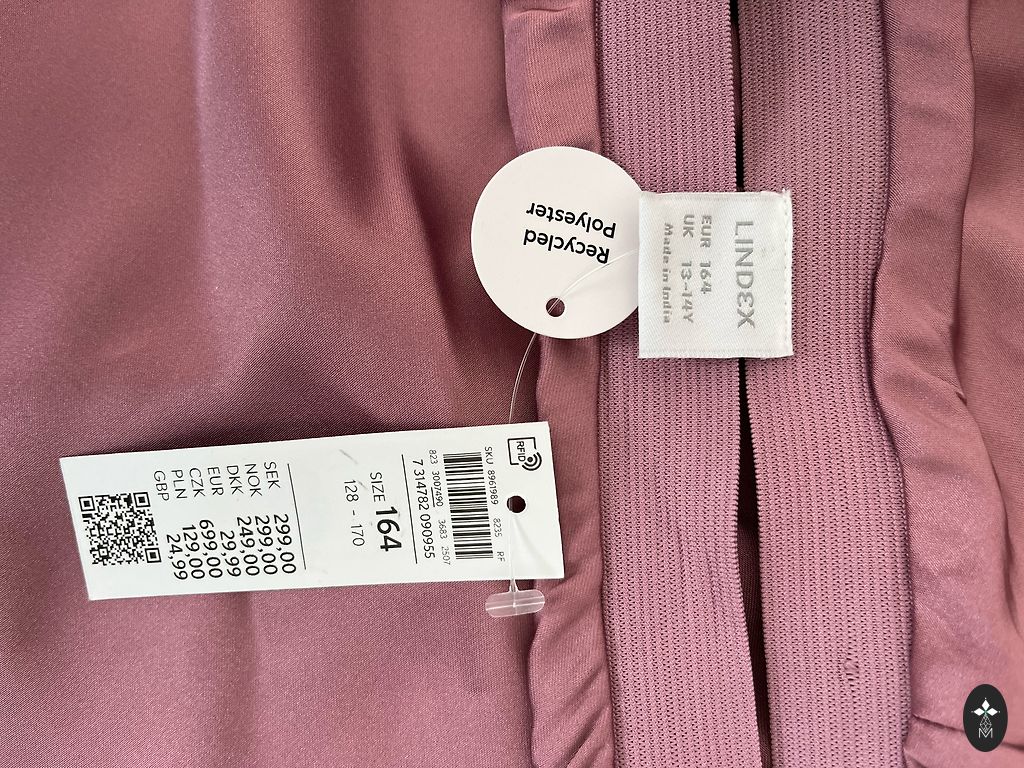 Recycled
Polyester
LINDEX
EUR 164
UK 13-14Y
Made in India
RFID
SKU 8961989 8235 RF
823 3007490 3683 2507
7 314782 090955
SIZE 164
128 - 170
SEK 299,00
NOK 299,00
DKK 249,00
EUR 29,99
CZK 699,00
PLN 129,00
GBP 24,99
M